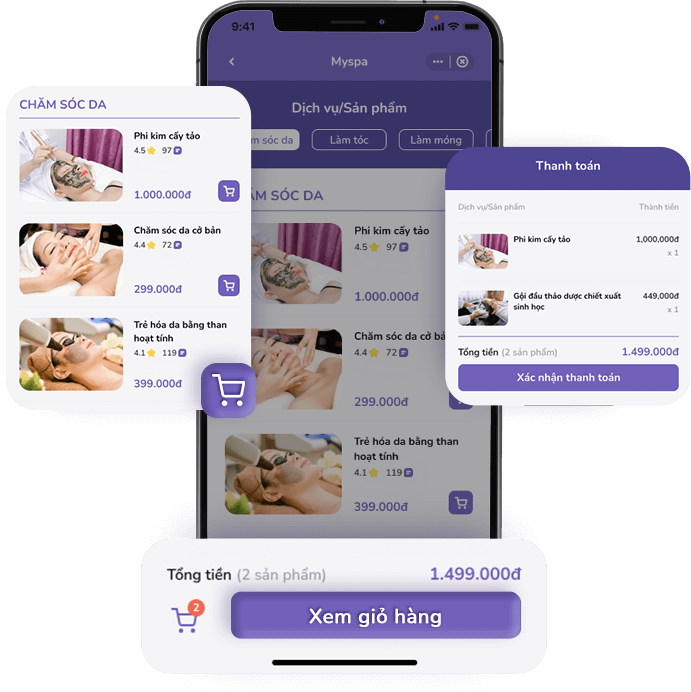 9:41
Myspa
Dịch vụ/Sản phẩm
m sóc da
Làm tóc
Làm móng
CHĂM SÓC DA
Phi kim cấy tảo
4.5 97
1.000.000đ
Chăm sóc da cở bản
4.4 72
299.000đ
Trẻ hóa da bằng than
hoạt tính
4.1 119
399.000đ
ĂM SÓC DA
Phi kim cấy tảo
4.5 97
1.000.000đ
Chăm sóc da cở bả
4.4 72
299.000đ
Trẻ hóa da bằng than
hoạt tính
4.1 119
399.000đ
Thanh toán
Dịch vụ/Sản phẩm Thành tiền
Phi kim cấy tảo 1,000,000đ
x 1
Gội đầu thảo dược chiết xuất 449,000đ
sinh học x 1
Tổng tiền (2 sản phẩm) 1.499.000đ
Xác nhận thanh toán
Tổng tiền (2 sản phẩm) 1.499.000đ
2
Xem giỏ hàng